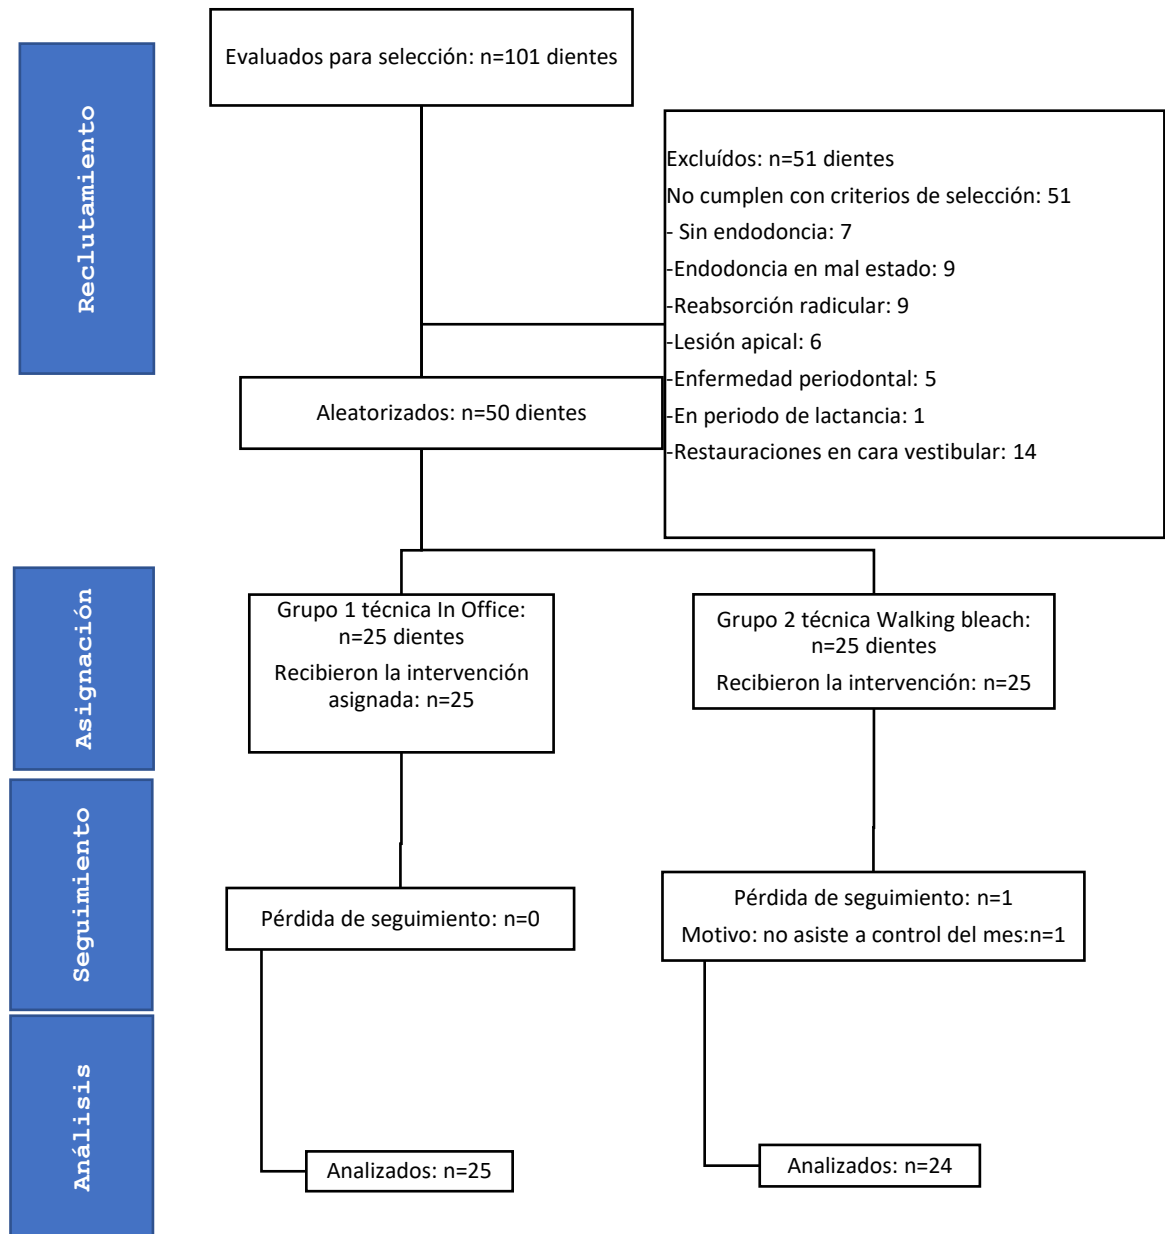 Reclutamiento
Evaluados para selección: n=101 dientes
Excluídos: n=51 dientes
No cumplen con criterios de selección: 51
- Sin endodoncia: 7
-Endodoncia en mal estado: 9
-Reabsorción radicular: 9
-Lesión apical: 6
-Enfermedad periodontal: 5
-En periodo de lactancia: 1
-Restauraciones en cara vestibular: 14
Aleatorizados: n=50 dientes
Asignación
Grupo 1 técnica In Office:
n=25 dientes
Recibieron la intervención
asignada: n=25
Grupo 2 técnica Walking bleach:
n=25 dientes
Recibieron la intervención: n=25
Seguimiento
Pérdida de seguimiento: n=0
Pérdida de seguimiento: n=1
Motivo: no asiste a control del mes:n=1
Análisis
Analizados: n=25
Analizados: n=24